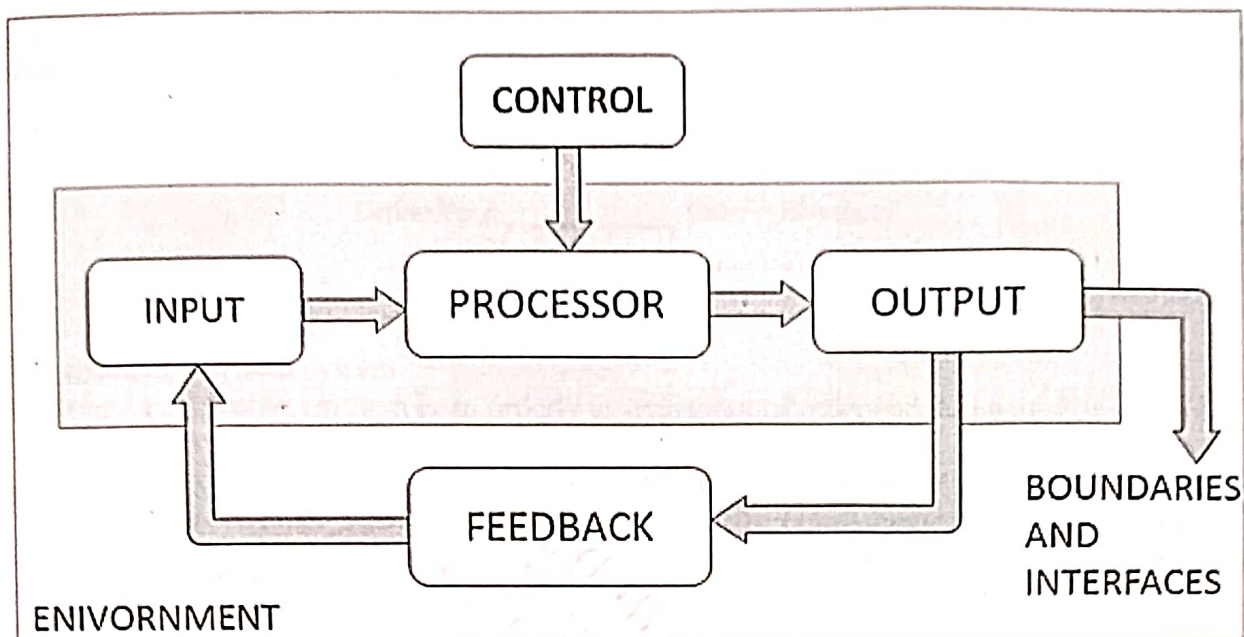 CONTROL
INPUT
PROCESSOR
OUTPUT
FEEDBACK
BOUNDARIES
AND
INTERFACES
ENIVORNMENT